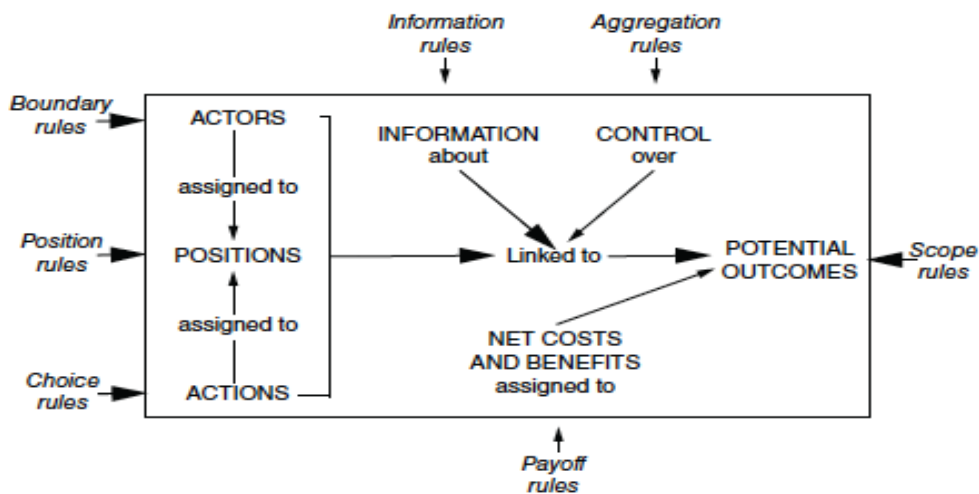 Information
rules
Aggregation
rules
Boundary
rules
ACTORS
INFORMATION
about
CONTROL
over
assigned to
Position
rules
POSITIONS
Linked to
POTENTIAL
OUTCOMES
Scope
rules
assigned to
NET COSTS
AND BENEFITS
assigned to
Choice
rules
ACTIONS
Payoff
rules